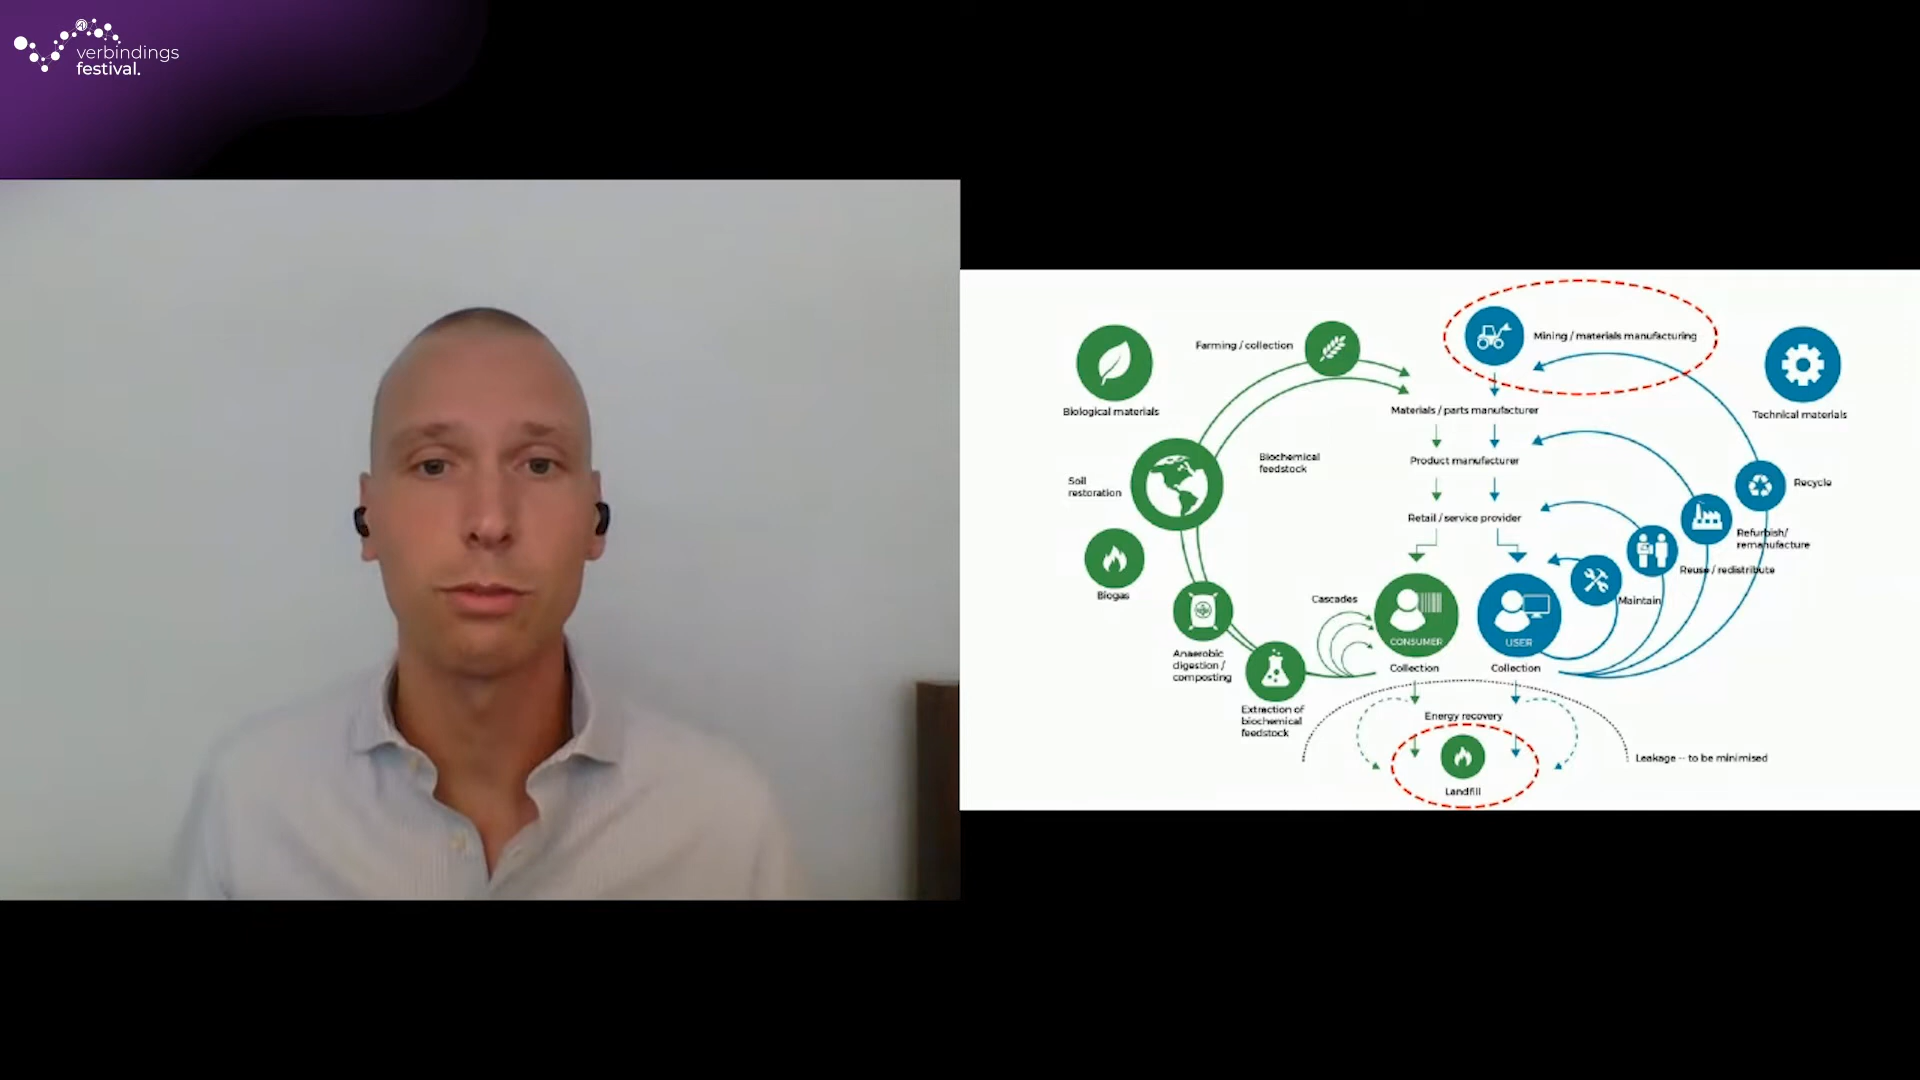 verbindings
festival.
Farming / collection
Mining / materials manufacturing
Biological materials
Materials / parts manufacturer
Technical materials
Biochemical
feedstock
Product manufacturer
Soil
restoration
Recycle
Retail / service provider
Refurbish/
remanufacture
Reuse / redistribute
Biogas
Cascades
Maintain
CONSUMER
USER
Anaerobic
digestion /
composting
Collection
Collection
Extraction of
biochemical
feedstock
Energy recovery
Leakage -- to be minimised
Landfill